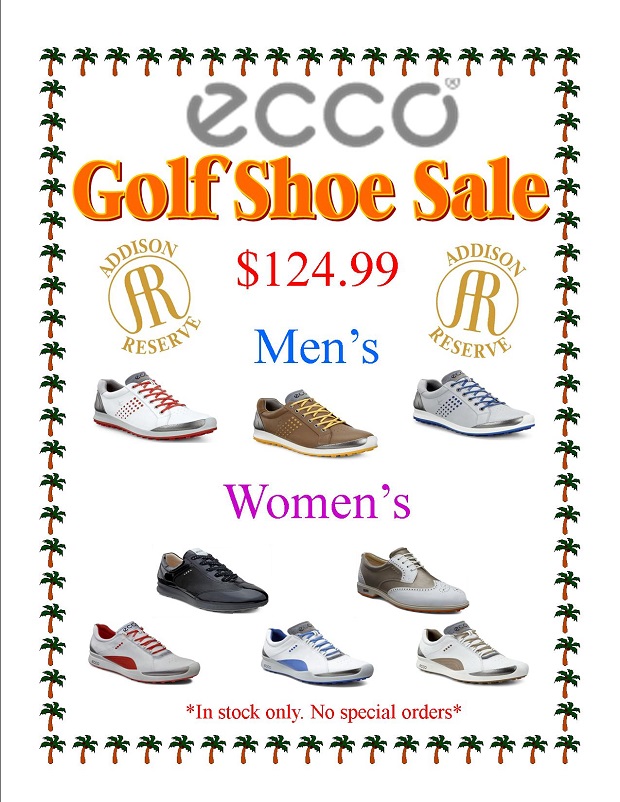 ecco
Golf Shoe Sale
ADDISON
AR
RESERVE
$124.99
ADDISON
AR
RESERVE
Men's
Women's
*In stock only. No special orders*